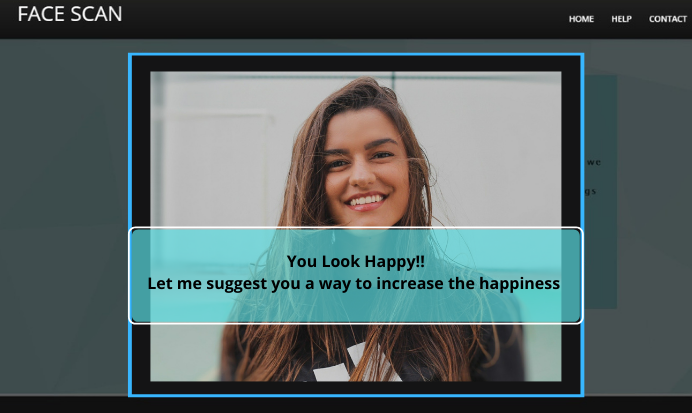 FACE SCAN
HOME HELP CONTACT
we
gs
You Look Happy!!
Let me suggest you a way to increase the happiness